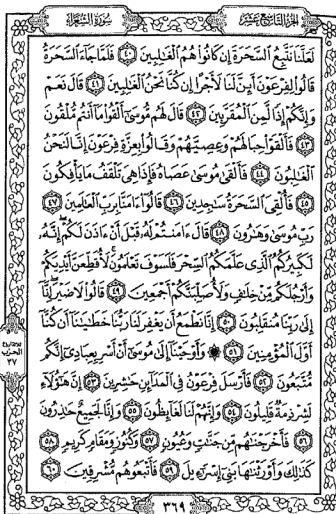 الجزء التاسع عشر
سورة الشعراء
لَعَلَّنَا نَتَّبِعُ السَّحَرَةَ إِن كَانُوا هُمُ الْغَالِبِينَ ٤٠ فَلَمَّا جَاءَ السَّحَرَةُ
قَالُوا لِفِرْعَوْنَ أَئِنَّ لَنَا لَأَجْرًا إِن كُنَّا نَحْنُ الْغَالِبِينَ ٤١ قَالَ نَعَمْ
وَإِنَّكُمْ إِذًا لَّمِنَ الْمُقَرَّبِينَ ٤٢ قَالَ لَهُم مُّوسَىٰ أَلْقُوا مَا أَنتُم مُّلْقُونَ
٤٣ فَأَلْقَوْا حِبَالَهُمْ وَعِصِيَّهُمْ وَقَالُوا بِعِزَّةِ فِرْعَوْنَ إِنَّا لَنَحْنُ
الْغَالِبُونَ ٤٤ فَأَلْقَىٰ مُوسَىٰ عَصَاهُ فَإِذَا هِيَ تَلْقَفُ مَا يَأْفِكُونَ
٤٥ فَأُلْقِيَ السَّحَرَةُ سَاجِدِينَ ٤٦ قَالُوا آمَنَّا بِرَبِّ الْعَالَمِينَ ٤٧
رَبِّ مُوسَىٰ وَهَارُونَ ٤٨ قَالَ آمَنتُمْ لَهُ قَبْلَ أَنْ آذَنَ لَكُمْ إِنَّهُ
لَكَبِيرُكُمُ الَّذِي عَلَّمَكُمُ السِّحْرَ فَلَسَوْفَ تَعْلَمُونَ لَأُقَطِّعَنَّ أَيْدِيَكُمْ
وَأَرْجُلَكُم مِّنْ خِلَافٍ وَلَأُصَلِّبَنَّكُمْ أَجْمَعِينَ ٤٩ قَالُوا لَا ضَيْرَ إِنَّا
إِلَىٰ رَبِّنَا مُنقَلِبُونَ ٥٠ إِنَّا نَطْمَعُ أَن يَغْفِرَ لَنَا رَبُّنَا خَطَايَانَا أَن كُنَّا
أَوَّلَ الْمُؤْمِنِينَ ٥١ ۞ وَأَوْحَيْنَا إِلَىٰ مُوسَىٰ أَنْ أَسْرِ بِعِبَادِي إِنَّكُم
مُّتَّبَعُونَ ٥٢ فَأَرْسَلَ فِرْعَوْنُ فِي الْمَدَائِنِ حَاشِرِينَ ٥٣ إِنَّ هَٰؤُلَاءِ
لَشِرْذِمَةٌ قَلِيلُونَ ٥٤ وَإِنَّهُمْ لَنَا لَغَائِظُونَ ٥٥ وَإِنَّا لَجَمِيعٌ حَاذِرُونَ
٥٦ فَأَخْرَجْنَاهُم مِّن جَنَّاتٍ وَعُيُونٍ ٥٧ وَكُنُوزٍ وَمَقَامٍ كَرِيمٍ ٥٨
كَذَٰلِكَ وَأَوْرَثْنَاهَا بَنِي إِسْرَائِيلَ ٥٩ فَأَتْبَعُوهُم مُّشْرِقِينَ ٦٠
الحزب
٣٧
٣٦٩